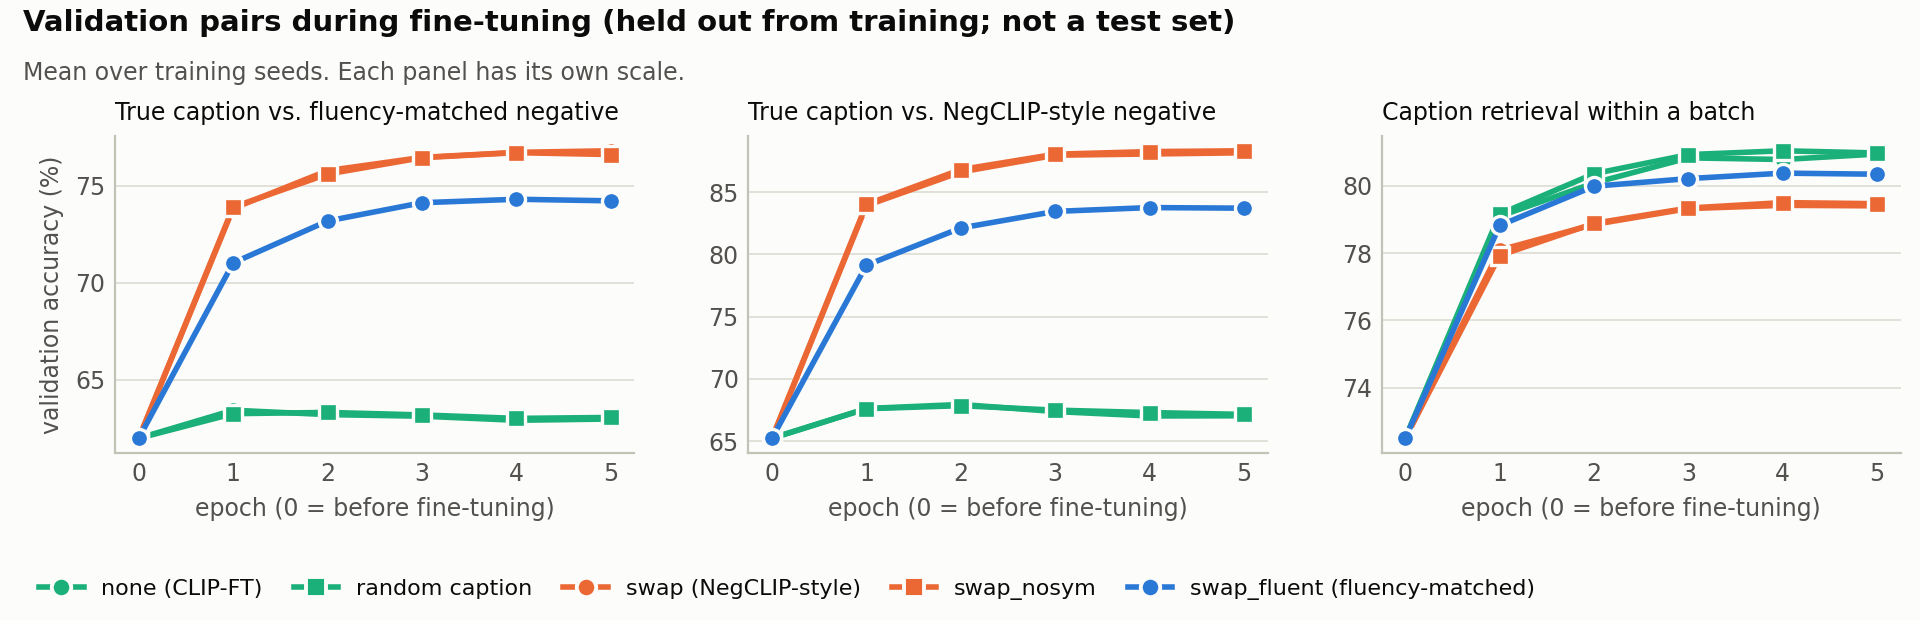 Validation pairs during fine-tuning (held out from training; not a test set)
Mean over training seeds. Each panel has its own scale.
True caption vs. fluency-matched negative
validation accuracy (%)
75
70
65
0 1 2 3 4 5
epoch (0 = before fine-tuning)
True caption vs. NegCLIP-style negative
85
80
75
70
65
0 1 2 3 4 5
epoch (0 = before fine-tuning)
Caption retrieval within a batch
80
78
76
74
0 1 2 3 4 5
epoch (0 = before fine-tuning)
none (CLIP-FT) random caption swap (NegCLIP-style) swap_nosym swap_fluent (fluency-matched)